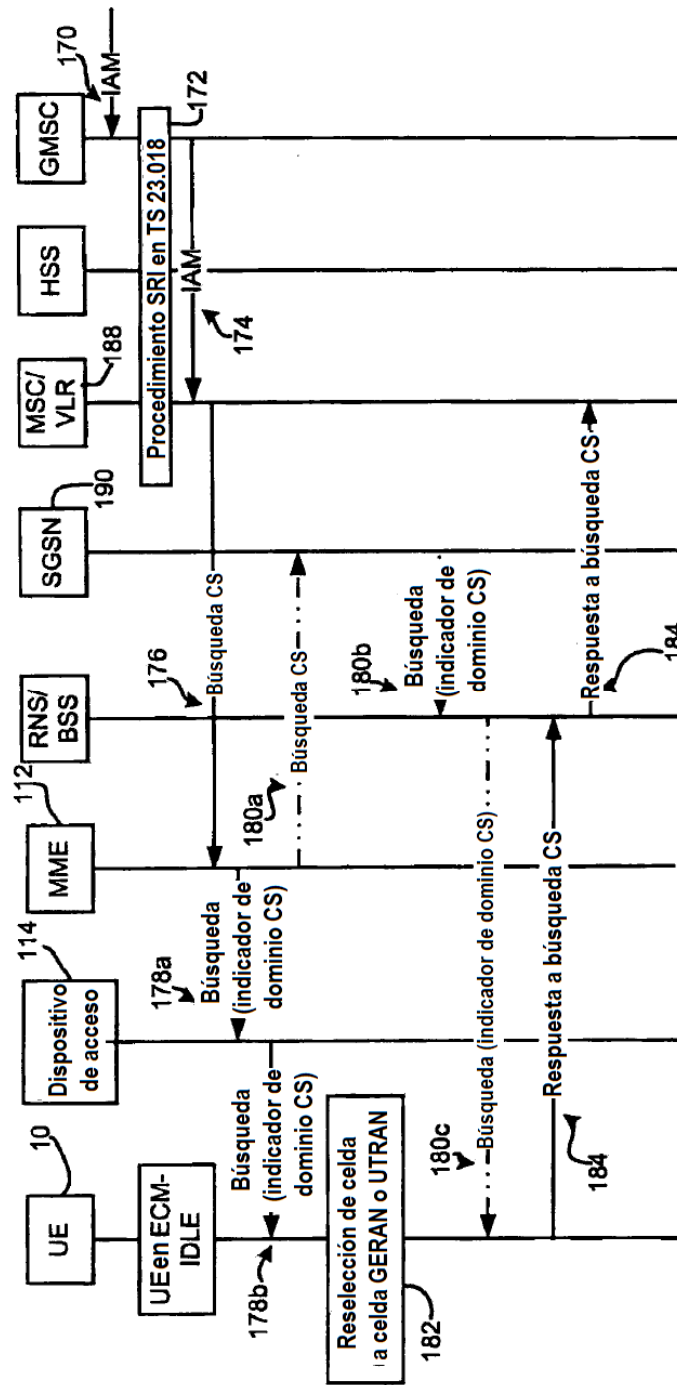 UE
10
Dispositivo
de acceso
114
MME
112
RNS/
BSS
SGSN
190
MSC/
VLR
188
HSS
GMSC
170
IAM
UE en ECM-
IDLE
Procedimiento SRI en TS 23.018
172
IAM
174
176
Búsqueda CS
178a
Búsqueda
(indicador de
dominio CS)
178b
Búsqueda
(indicador de
dominio CS)
180a
Búsqueda CS
Reselección de celda
a celda GERAN o UTRAN
182
180b
Búsqueda
(indicador de
dominio CS)
180c
Búsqueda (indicador de dominio CS)
184
Respuesta a búsqueda CS
Respuesta a búsqueda CS
184